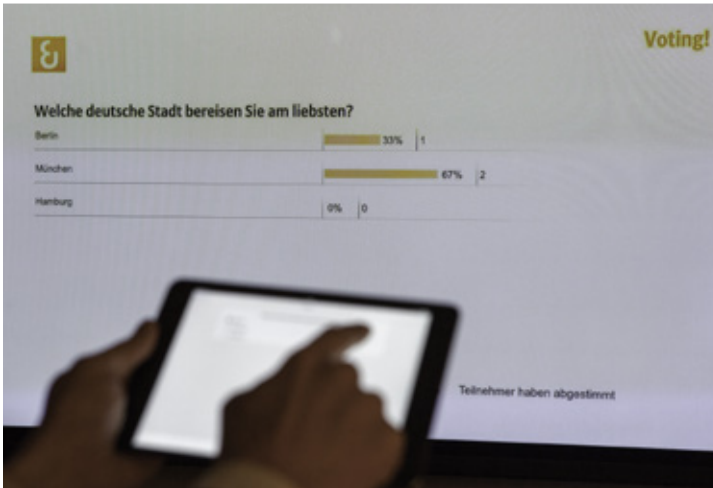 Voting!
Welche deutsche Stadt bereisen Sie am liebsten?
Berlin 33% 1
München 67% 2
Hamburg 0% 0
Teilnehmer haben abgestimmt